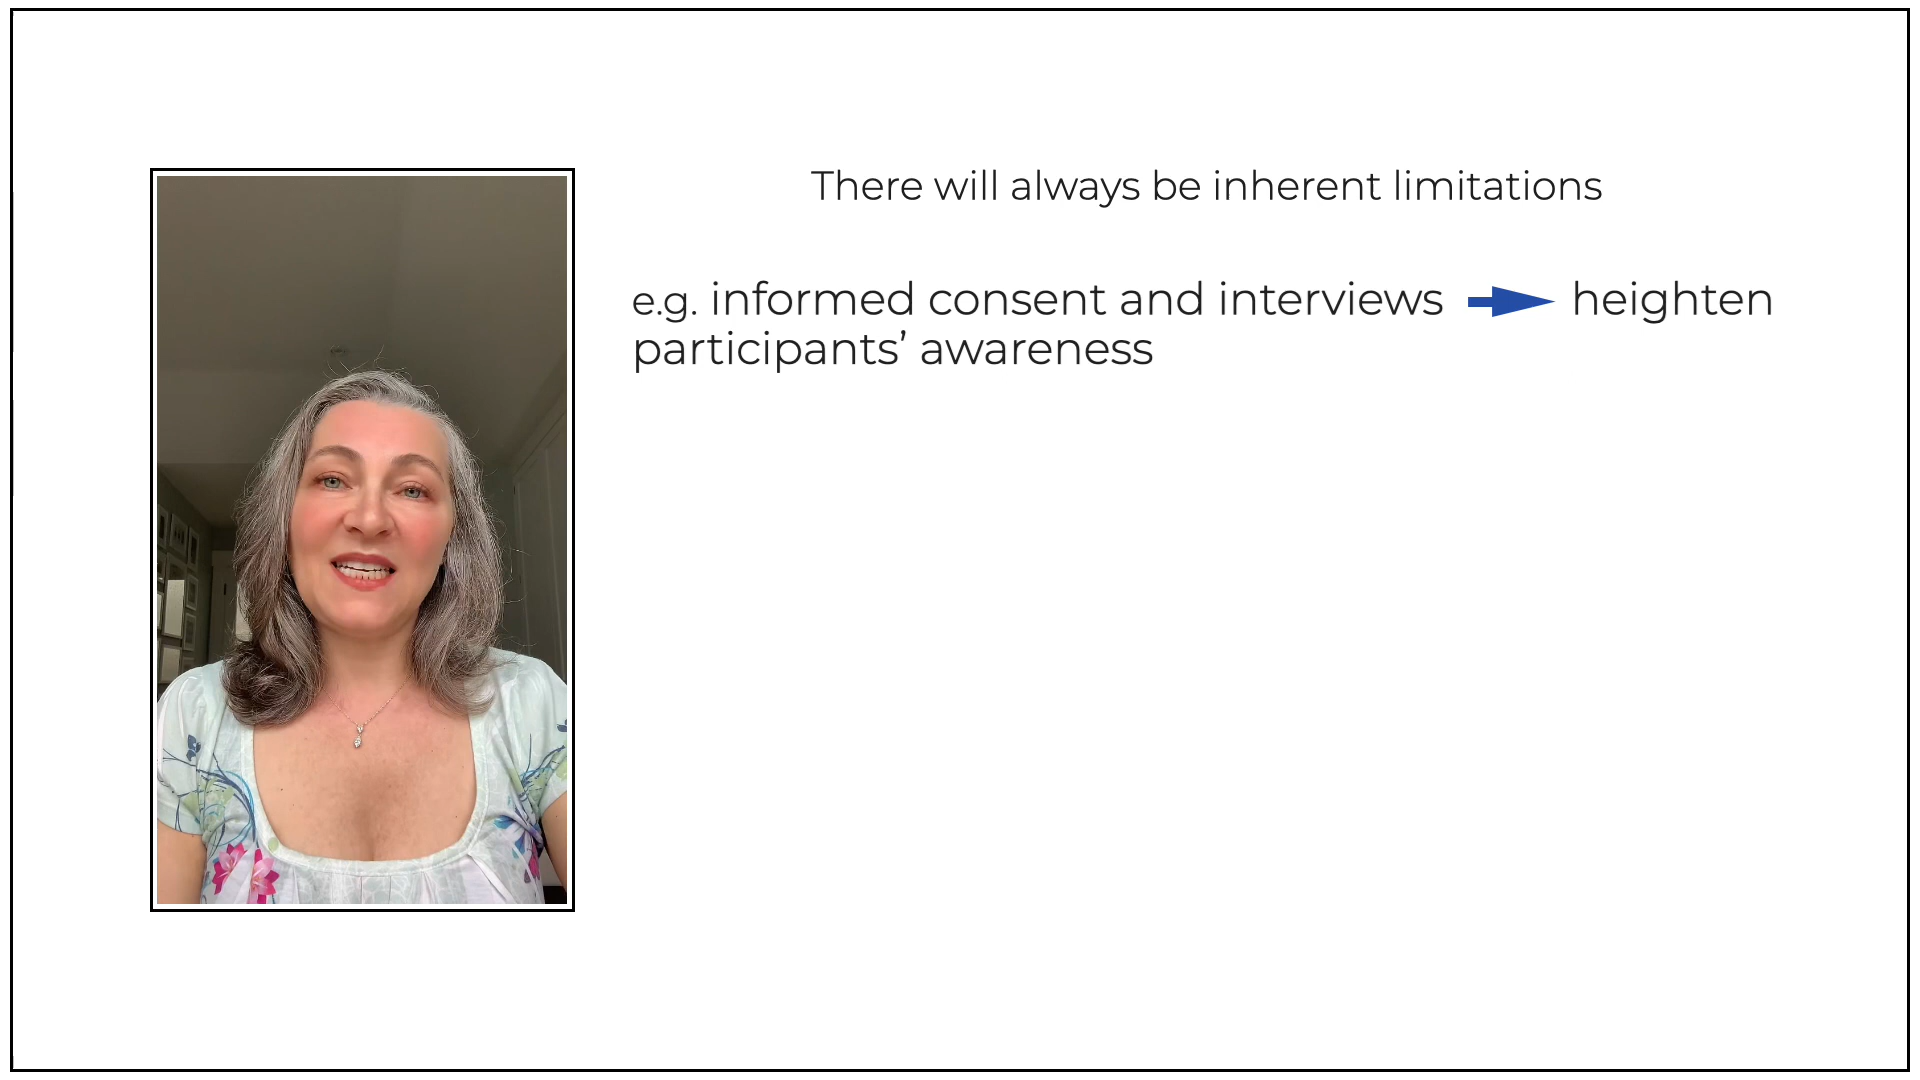 There will always be inherent limitations
e.g. informed consent and interviews heighten
participants’ awareness